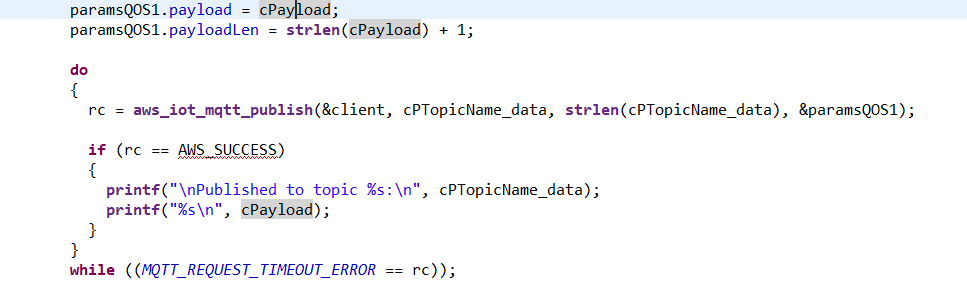 paramsQOS1.payload = cPayload;
paramsQOS1.payloadLen = strlen(cPayload) + 1;
do
{
rc = aws_iot_mqtt_publish(&client, cPTopicName_data, strlen(cPTopicName_data), &paramsQOS1);
if (rc == AWS_SUCCESS)
{
printf("\nPublished to topic %s:\n", cPTopicName_data);
printf("%s\n", cPayload);
}
}
while ((MQTT_REQUEST_TIMEOUT_ERROR == rc));